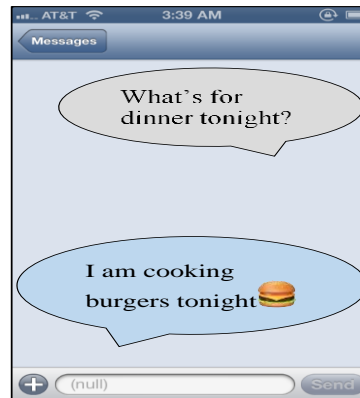 AT&T 3:39 AM
Messages
What's for
dinner tonight?
I am cooking
burgers tonight🍔
(null)
Send